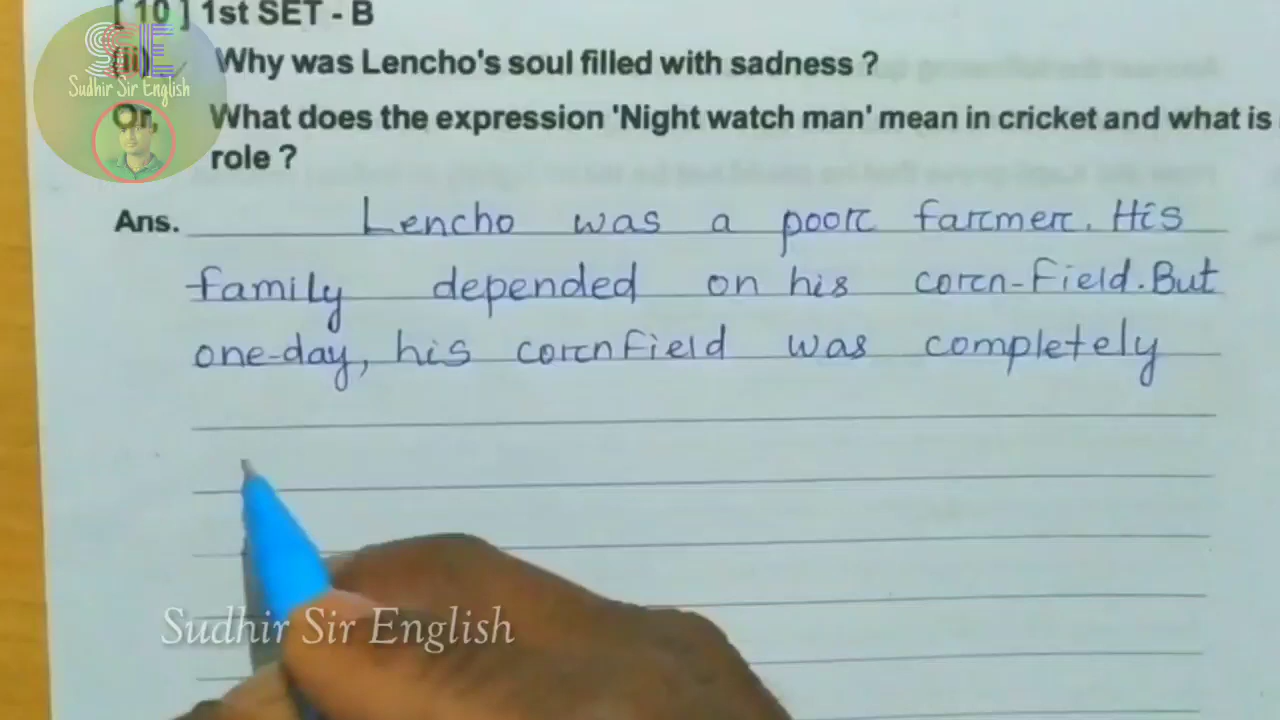 [ 10 ] 1st SET - B
(ii) Why was Lencho's soul filled with sadness ?
Or, What does the expression 'Night watch man' mean in cricket and what is
role ?
Ans. Lencho was a poor farmer. His
family depended on his corn-Field. But
one-day, his cornField was completely
SE
Sudhir Sir English
Sudhir Sir English